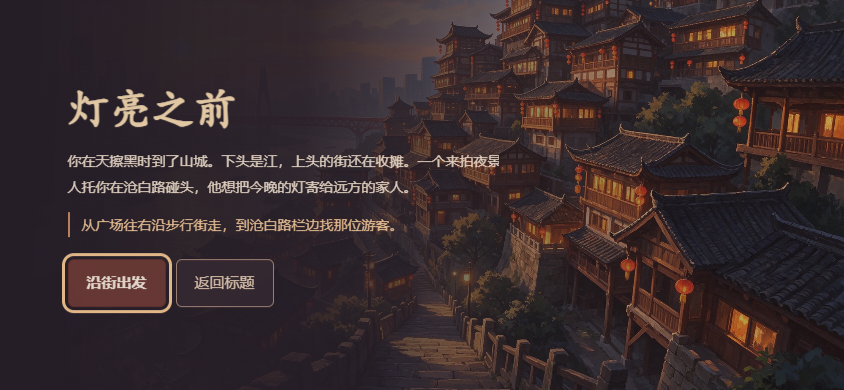 灯亮之前
你在天擦黑时到了山城。下头是江，上头的街还在收摊。一个来拍夜景
人托你在沧白路碰头，他想把今晚的灯寄给远方的家人。
从广场往右沿步行街走，到沧白路栏边找那位游客。
沿街出发
返回标题